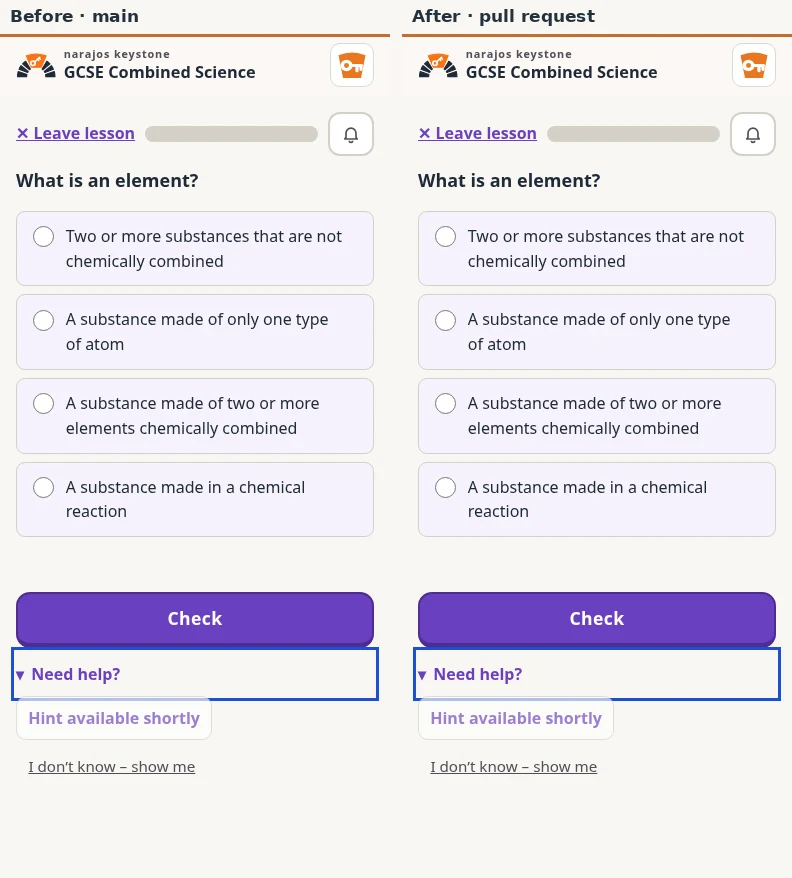 Before · main
narajos keystone
GCSE Combined Science
✕ Leave lesson
What is an element?
Two or more substances that are not
chemically combined
A substance made of only one type
of atom
A substance made of two or more
elements chemically combined
A substance made in a chemical
reaction
Check
▾ Need help?
Hint available shortly
I don't know – show me
After · pull request
narajos keystone
GCSE Combined Science
✕ Leave lesson
What is an element?
Two or more substances that are not
chemically combined
A substance made of only one type
of atom
A substance made of two or more
elements chemically combined
A substance made in a chemical
reaction
Check
▾ Need help?
Hint available shortly
I don't know – show me